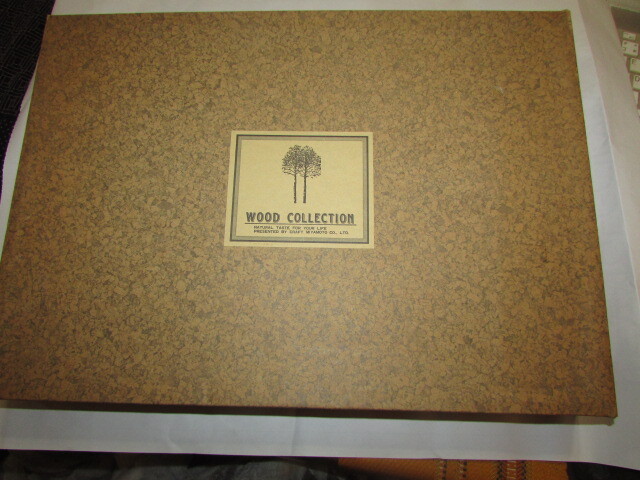 WOOD COLLECTION
NATURAL TASTE FOR YOUR LIFE
PRESENTED BY CRAFT MIYAMOTO CO., LTD.